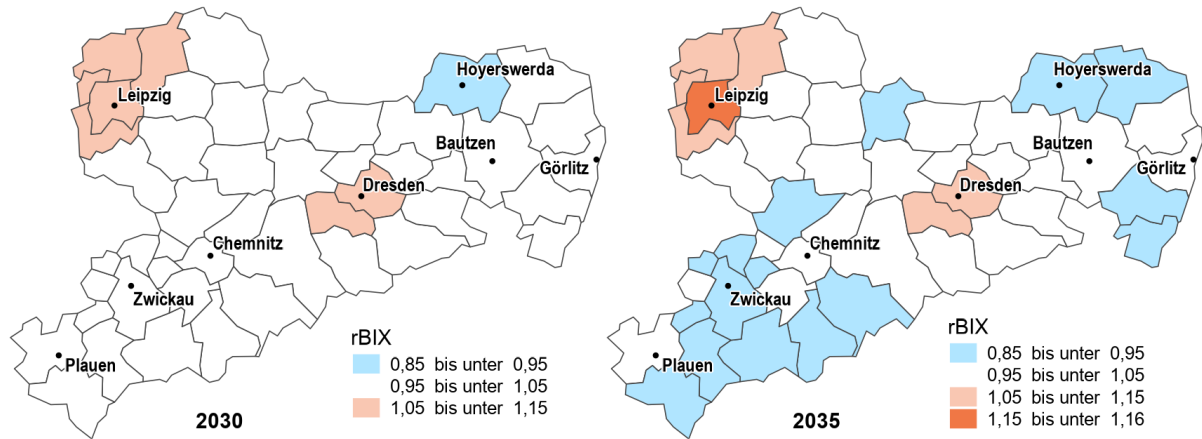 Hoyerswerda
Leipzig
Bautzen
Görlitz
Dresden
Chemnitz
Zwickau
Plauen
rBIX
0,85 bis unter 0,95
0,95 bis unter 1,05
1,05 bis unter 1,15
2030
Hoyerswerda
Leipzig
Bautzen
Görlitz
Dresden
Chemnitz
Zwickau
Plauen
rBIX
0,85 bis unter 0,95
0,95 bis unter 1,05
1,05 bis unter 1,15
1,15 bis unter 1,16
2035